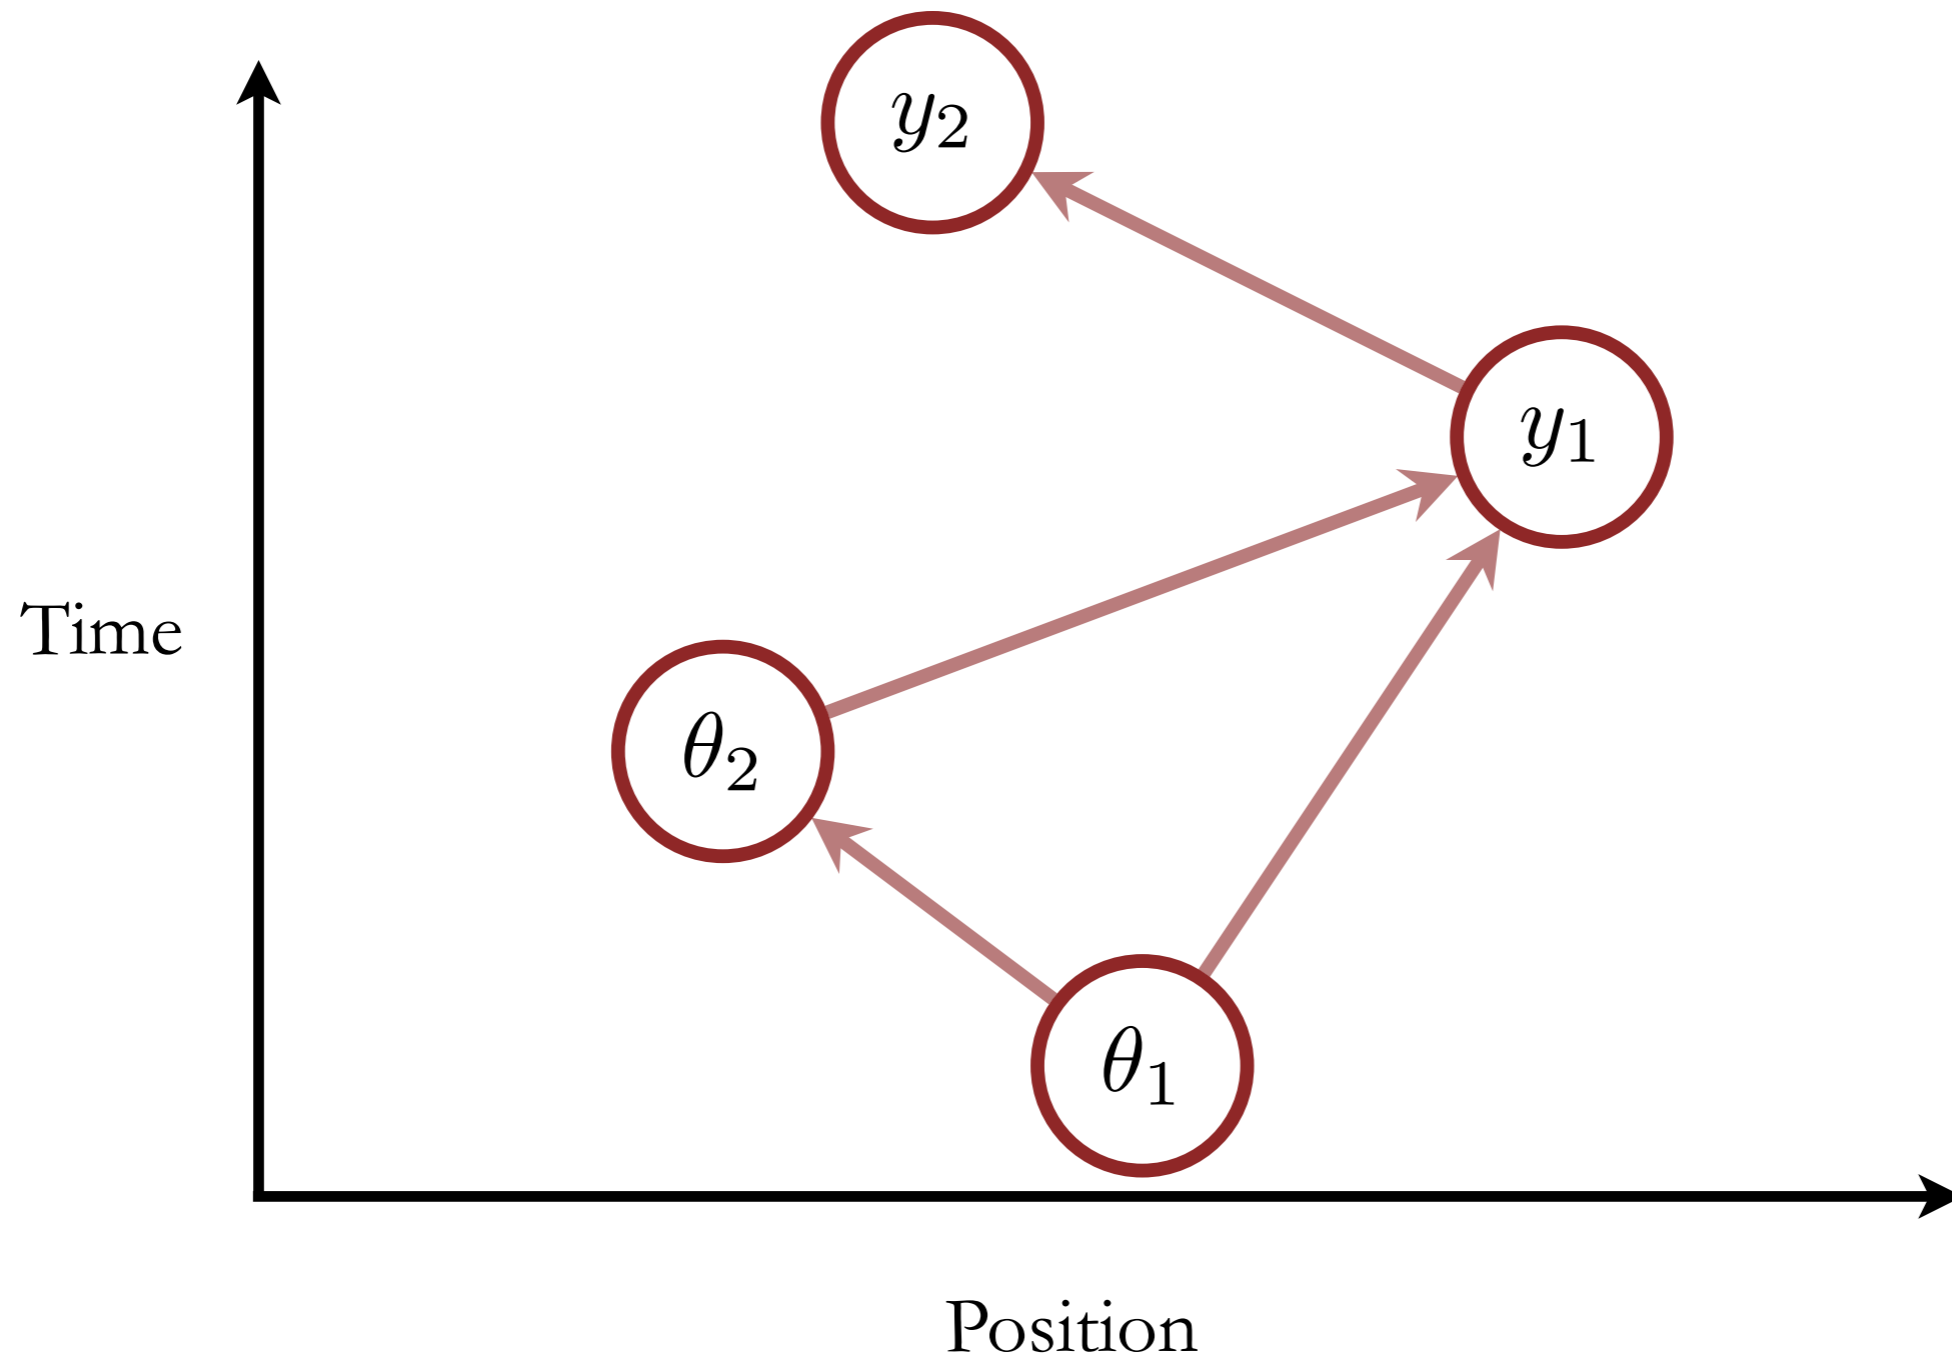 y₂
y₁
Time
θ₂
θ₁
Position